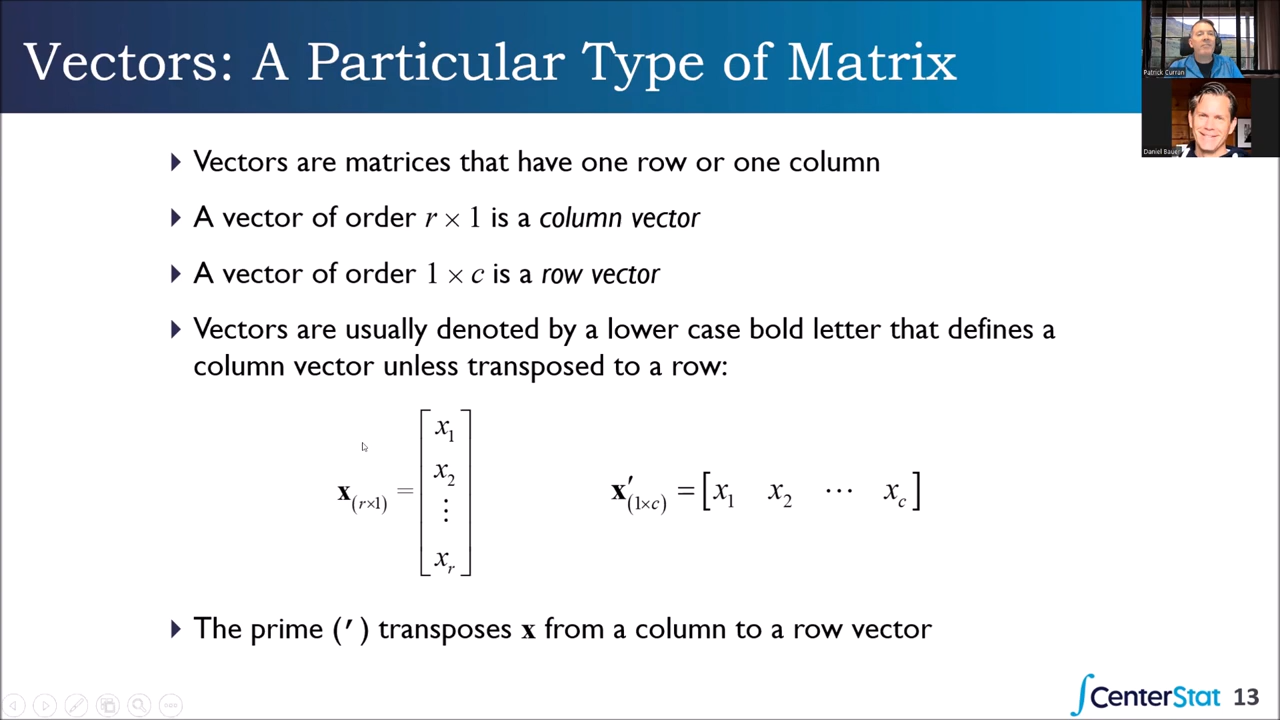 Vectors: A Particular Type of Matrix
Patrick Curran
Daniel Bauer
Vectors are matrices that have one row or one column
A vector of order r × 1 is a column vector
A vector of order 1 × c is a row vector
Vectors are usually denoted by a lower case bold letter that defines a
column vector unless transposed to a row:
x(r×1) = [x1 x2 ⋮ xr]
x′(1×c) = [x1 x2 ⋯ xc]
The prime (′) transposes x from a column to a row vector
CenterStat 13